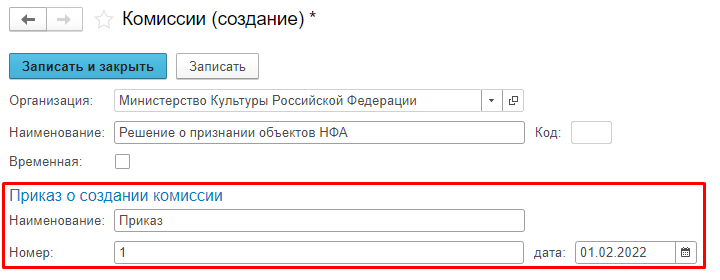 Комиссии (создание) *
Записать и закрыть Записать
Организация: Министерство Культуры Российской Федерации
Наименование: Решение о признании объектов НФА Код:
Временная:
Приказ о создании комиссии
Наименование: Приказ
Номер: 1 дата: 01.02.2022